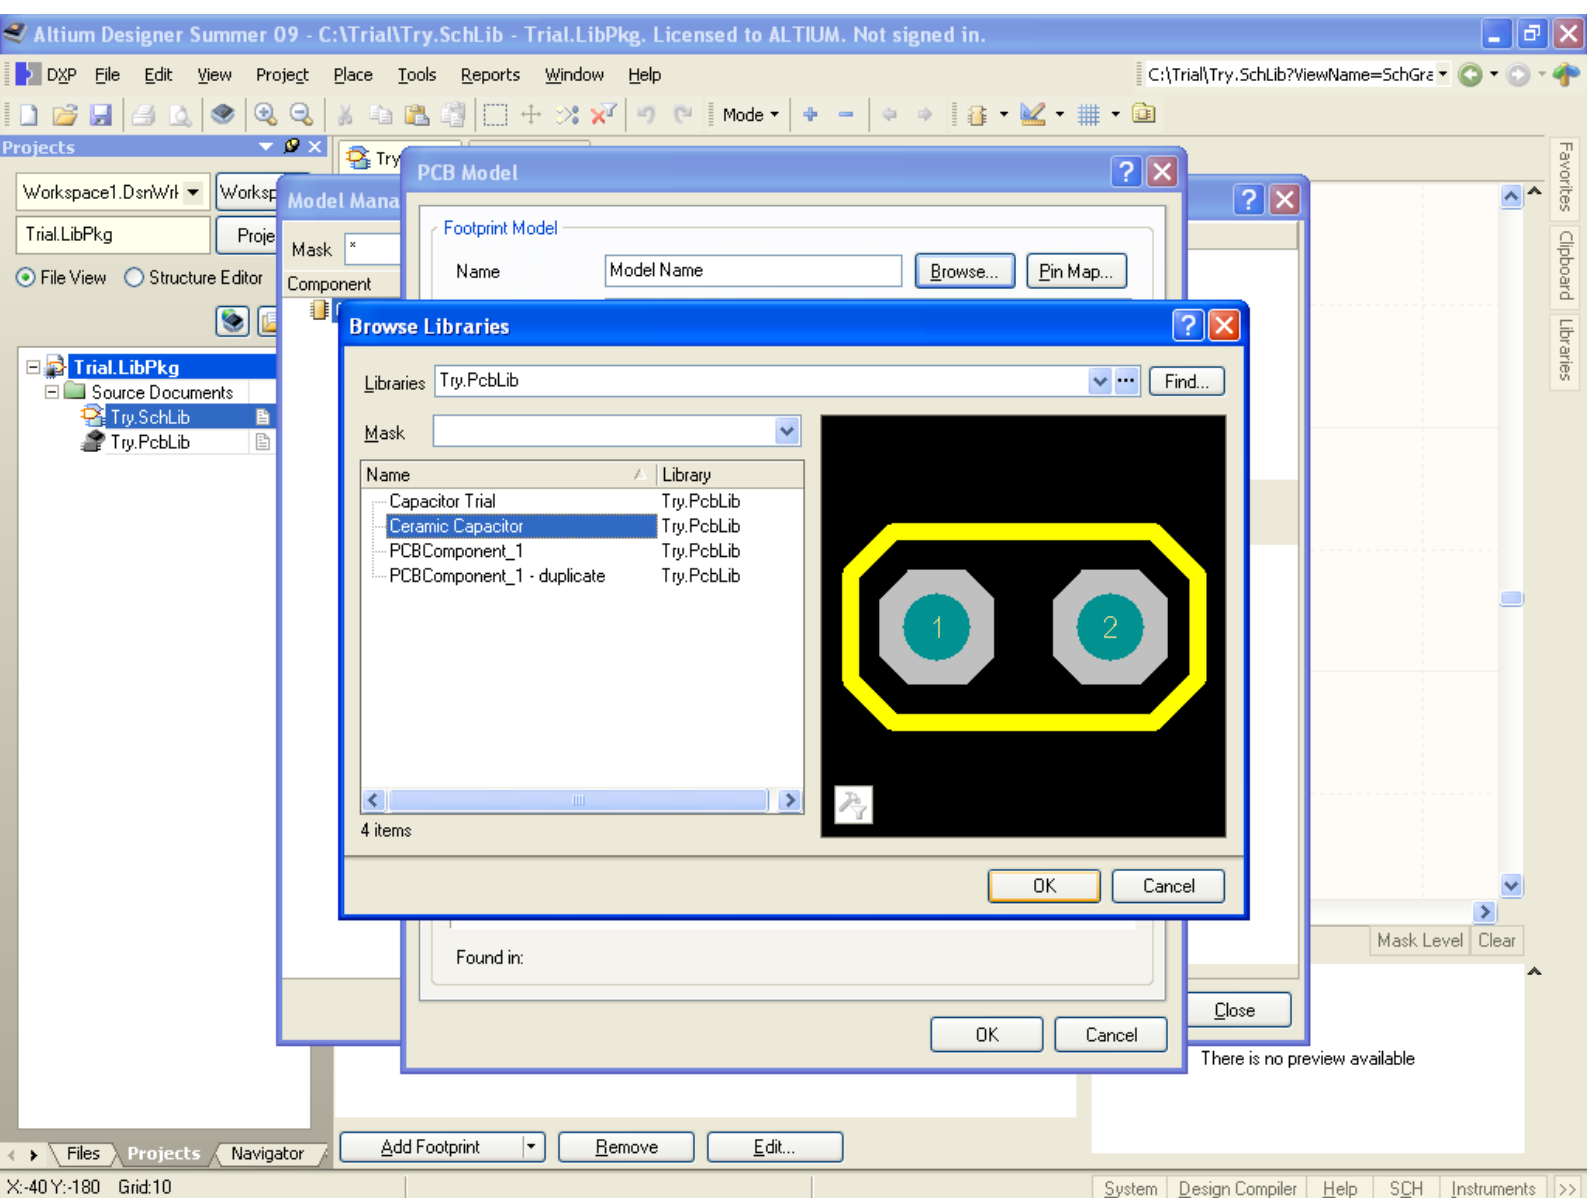 Altium Designer Summer 09 - C:\Trial\Try.SchLib - Trial.LibPkg. Licensed to ALTIUM. Not signed in.
DXP File Edit View Project Place Tools Reports Window Help
C:\Trial\Try.SchLib?ViewName=SchGra
Mode
Projects
Try
Workspace1.DsnWrk
Worksp
Trial.LibPkg
Proje
File View
Structure Editor
Trial.LibPkg
Source Documents
Try.SchLib
Try.PcbLib
Files
Projects
Navigator
Model Mana
Mask
*
Component
PCB Model
?
Footprint Model
Name
Model Name
Browse...
Pin Map...
Browse Libraries
?
Libraries
Try.PcbLib
...
Find...
Mask
Name
Library
Capacitor Trial Try.PcbLib
Ceramic Capacitor Try.PcbLib
PCBComponent_1 Try.PcbLib
PCBComponent_1 - duplicate Try.PcbLib
4 items
1
2
OK
Cancel
Found in:
OK
Cancel
?
Close
Favorites
Clipboard
Libraries
Mask Level
Clear
There is no preview available
Add Footprint
Remove
Edit...
X:-40 Y:-180 Grid:10
System Design Compiler Help SCH Instruments >>